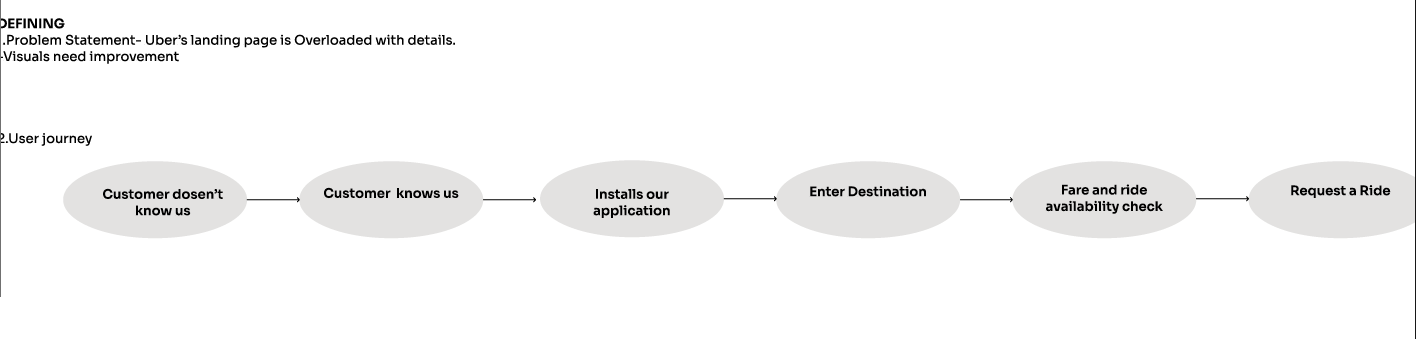 DEFINING
.Problem Statement- Uber's landing page is Overloaded with details.
-Visuals need improvement
2.User journey
Customer dosen't
know us
Customer  knows us
Installs our
application
Enter Destination
Fare and ride
availability check
Request a Ride